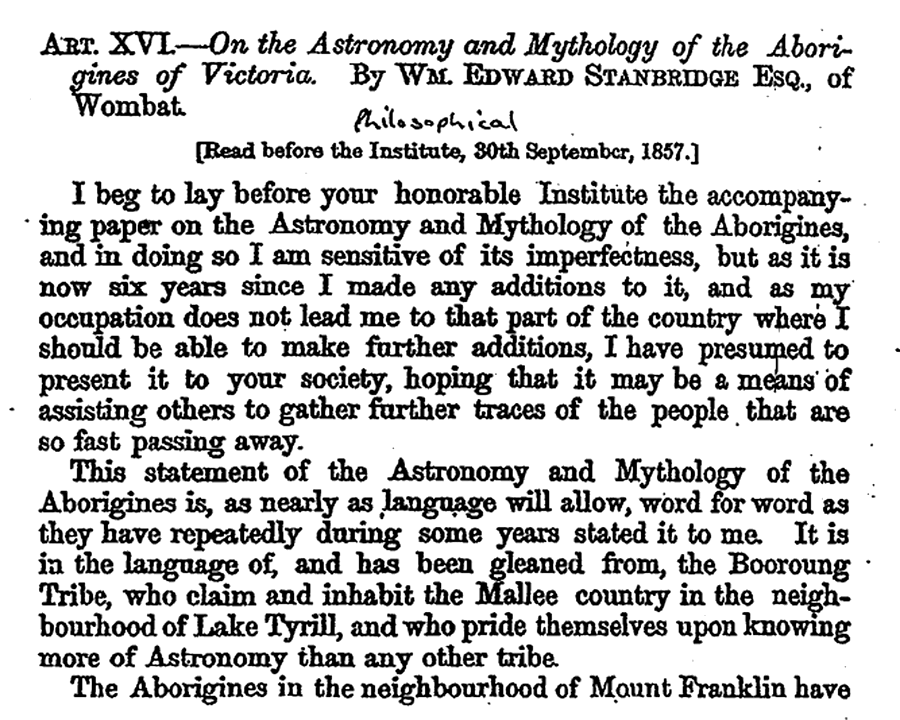 ART. XVI.—On the Astronomy and Mythology of the Abori-
gines of Victoria. By WM. EDWARD STANBRIDGE ESQ., of
Wombat.
Philosophical
[Read before the Institute, 30th September, 1857.]
I beg to lay before your honorable Institute the accompany-
ing paper on the Astronomy and Mythology of the Aborigines,
and in doing so I am sensitive of its imperfectness, but as it is
now six years since I made any additions to it, and as my
occupation does not lead me to that part of the country where I
should be able to make further additions, I have presumed to
present it to your society, hoping that it may be a means of
assisting others to gather further traces of the people that are
so fast passing away.
This statement of the Astronomy and Mythology of the
Aborigines is, as nearly as language will allow, word for word as
they have repeatedly during some years stated it to me. It is
in the language of, and has been gleaned from, the Booroung
Tribe, who claim and inhabit the Mallee country in the neigh-
bourhood of Lake Tyrill, and who pride themselves upon knowing
more of Astronomy than any other tribe.
The Aborigines in the neighbourhood of Mount Franklin have